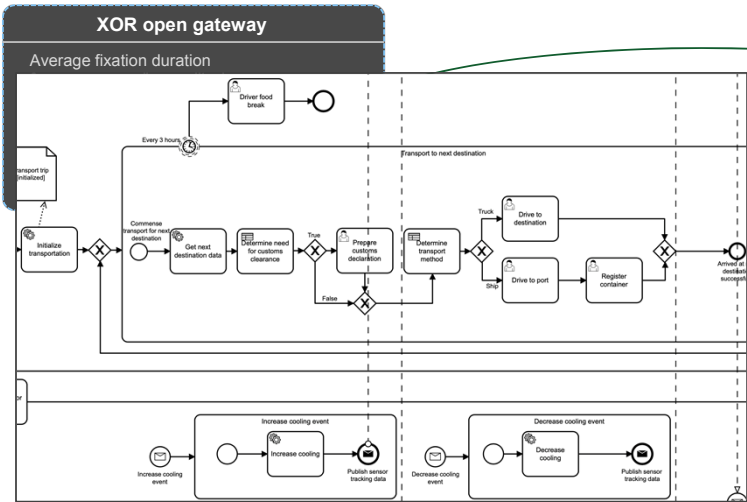 XOR open gateway
Average fixation duration
Driver food
break
Every 3 hours
Transport to next destination
ransport trip
[initialized]
Commense
transport for next
destination
Truck
Drive to
destination
True
Initialize
transportation
Get next
destination data
Determine need
for customs
clearance
Prepare
customs
declaration
Determine
transport
method
False
Ship
Drive to port
Register
container
Arrived at
destinati
successfu
or
Increase cooling event
Decrease cooling event
Increase cooling
Decrease
cooling
Increase cooling
event
Publish sensor
tracking data
Decrease cooling
event
Publish sensor
tracking data